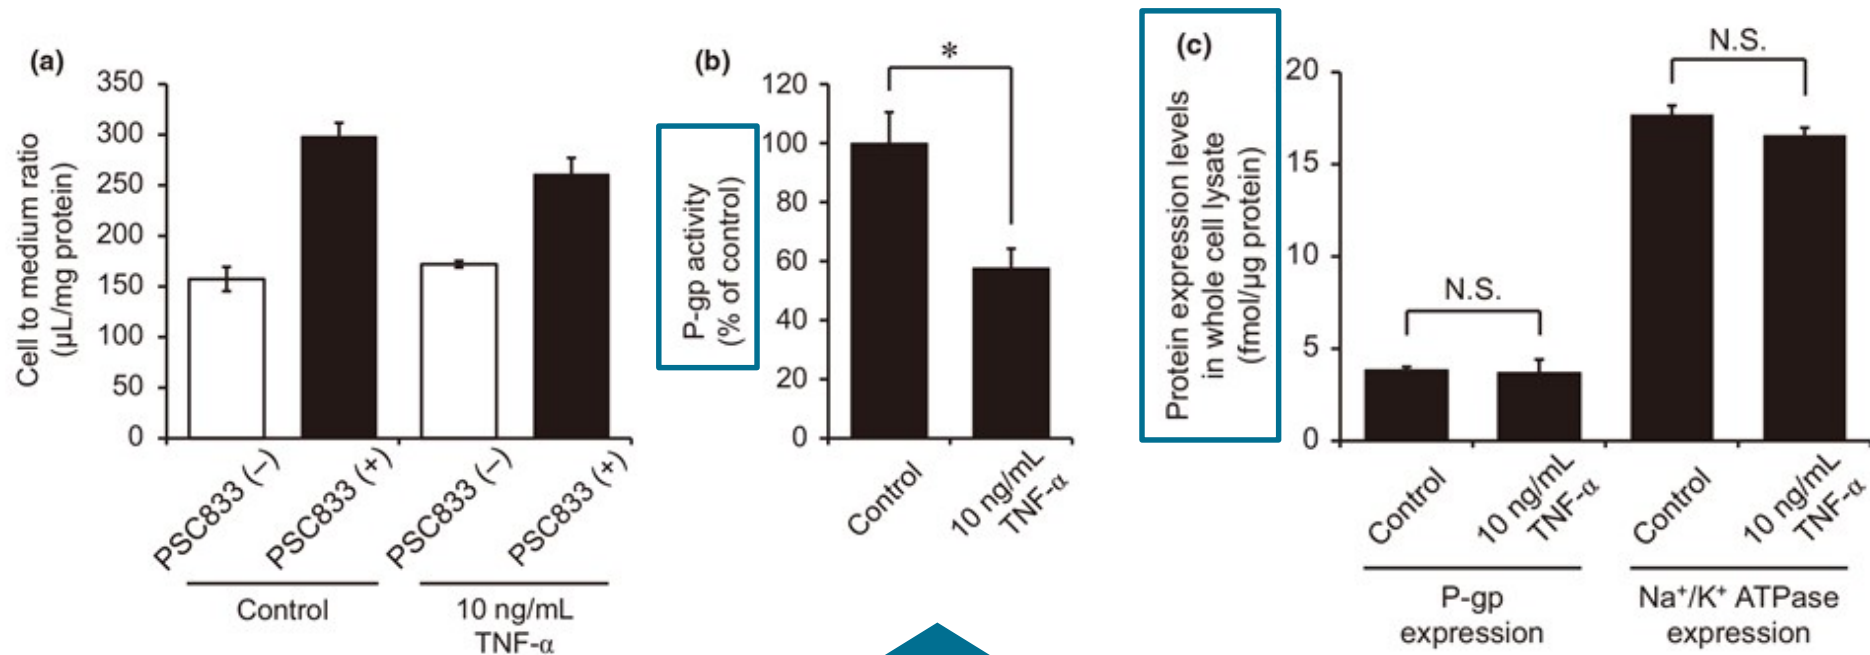 (a)
Cell to medium ratio
(µL/mg protein)
350
300
250
200
150
100
50
0
PSC833 (−)
PSC833 (+)
PSC833 (−)
PSC833 (+)
Control
10 ng/mL
TNF-α
(b)
P-gp activity
(% of control)
120
100
80
60
40
20
0
*
Control
10 ng/mL
TNF-α
(c)
Protein expression levels
in whole cell lysate
(fmol/µg protein)
20
15
10
5
0
N.S.
N.S.
Control
10 ng/mL
TNF-α
Control
10 ng/mL
TNF-α
P-gp
expression
Na⁺/K⁺ ATPase
expression